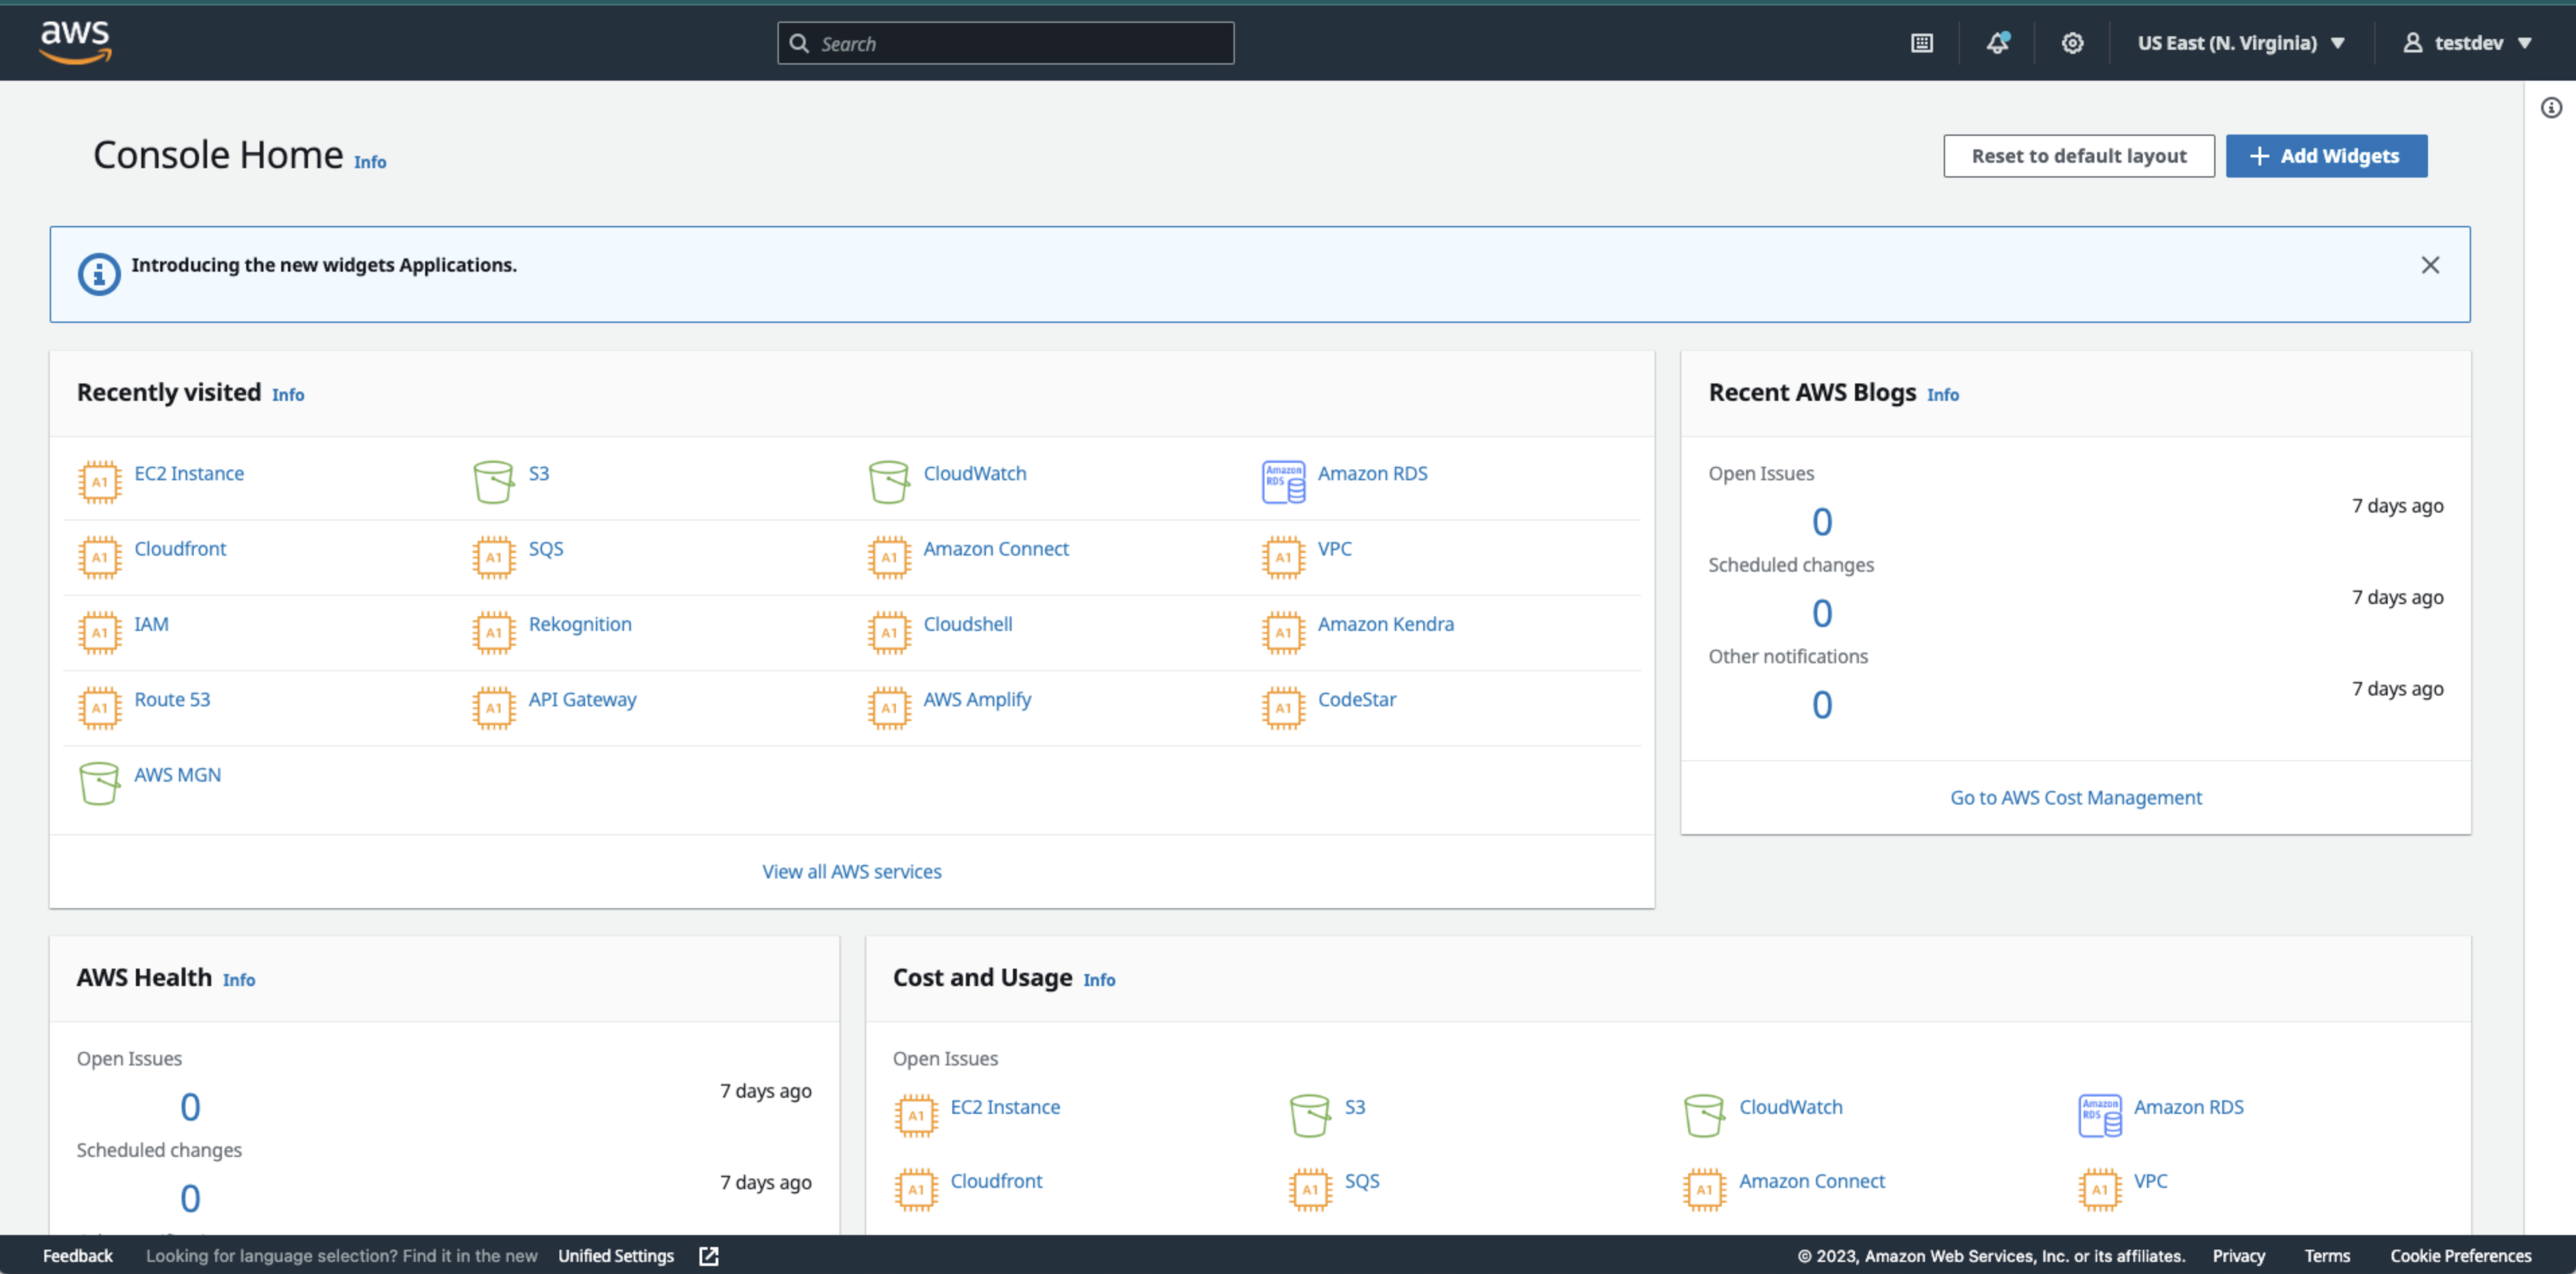 aws
Search
US East (N. Virginia)
testdev
Console Home Info
Reset to default layout
Add Widgets
Introducing the new widgets Applications.
Recently visited Info
A1 EC2 Instance
S3
CloudWatch
Amazon RDS Amazon RDS
A1 Cloudfront
A1 SQS
A1 Amazon Connect
A1 VPC
A1 IAM
A1 Rekognition
A1 Cloudshell
A1 Amazon Kendra
A1 Route 53
A1 API Gateway
A1 AWS Amplify
A1 CodeStar
AWS MGN
View all AWS services
Recent AWS Blogs Info
Open Issues
0
7 days ago
Scheduled changes
0
7 days ago
Other notifications
0
7 days ago
Go to AWS Cost Management
AWS Health Info
Open Issues
0
7 days ago
Scheduled changes
0
7 days ago
Cost and Usage Info
Open Issues
A1 EC2 Instance
S3
CloudWatch
Amazon RDS Amazon RDS
A1 Cloudfront
A1 SQS
A1 Amazon Connect
A1 VPC
Feedback
Looking for language selection? Find it in the new Unified Settings
© 2023, Amazon Web Services, Inc. or its affiliates.
Privacy
Terms
Cookie Preferences